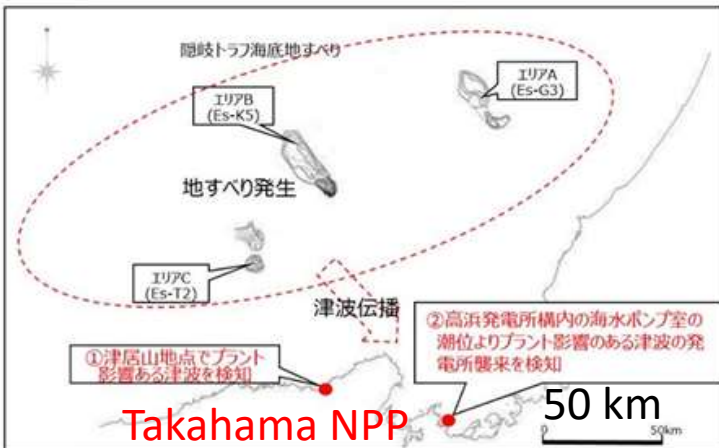 隠岐トラフ海底地すべり
エリアA
(Es-G3)
エリアB
(Es-K5)
地すべり発生
エリアC
(Es-T2)
津波伝播
①津居山地点でプラント
影響ある津波を検知
②高浜発電所構内の海水ポンプ室の
潮位よりプラント影響のある津波の発
電所襲来を検知
Takahama NPP
50 km
0
50km